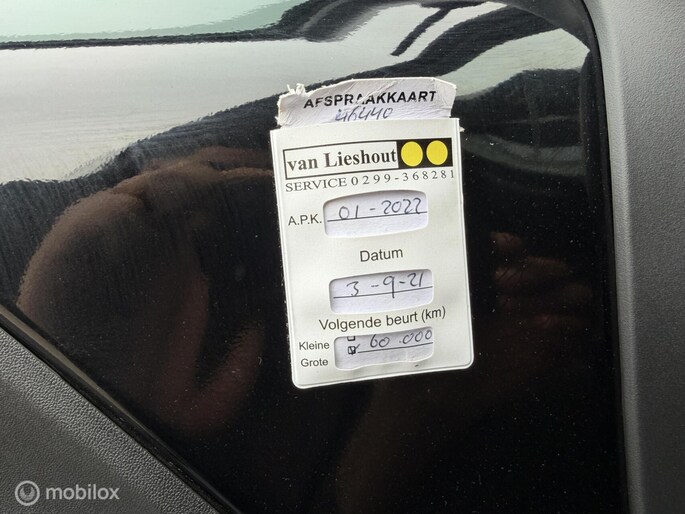 AFSPRAAKKAART
46440
van Lieshout
SERVICE 0299-368281
A.P.K. 01-2022
Datum
3-9-21
Volgende beurt (km)
Kleine
Grote
60.000
mobilox